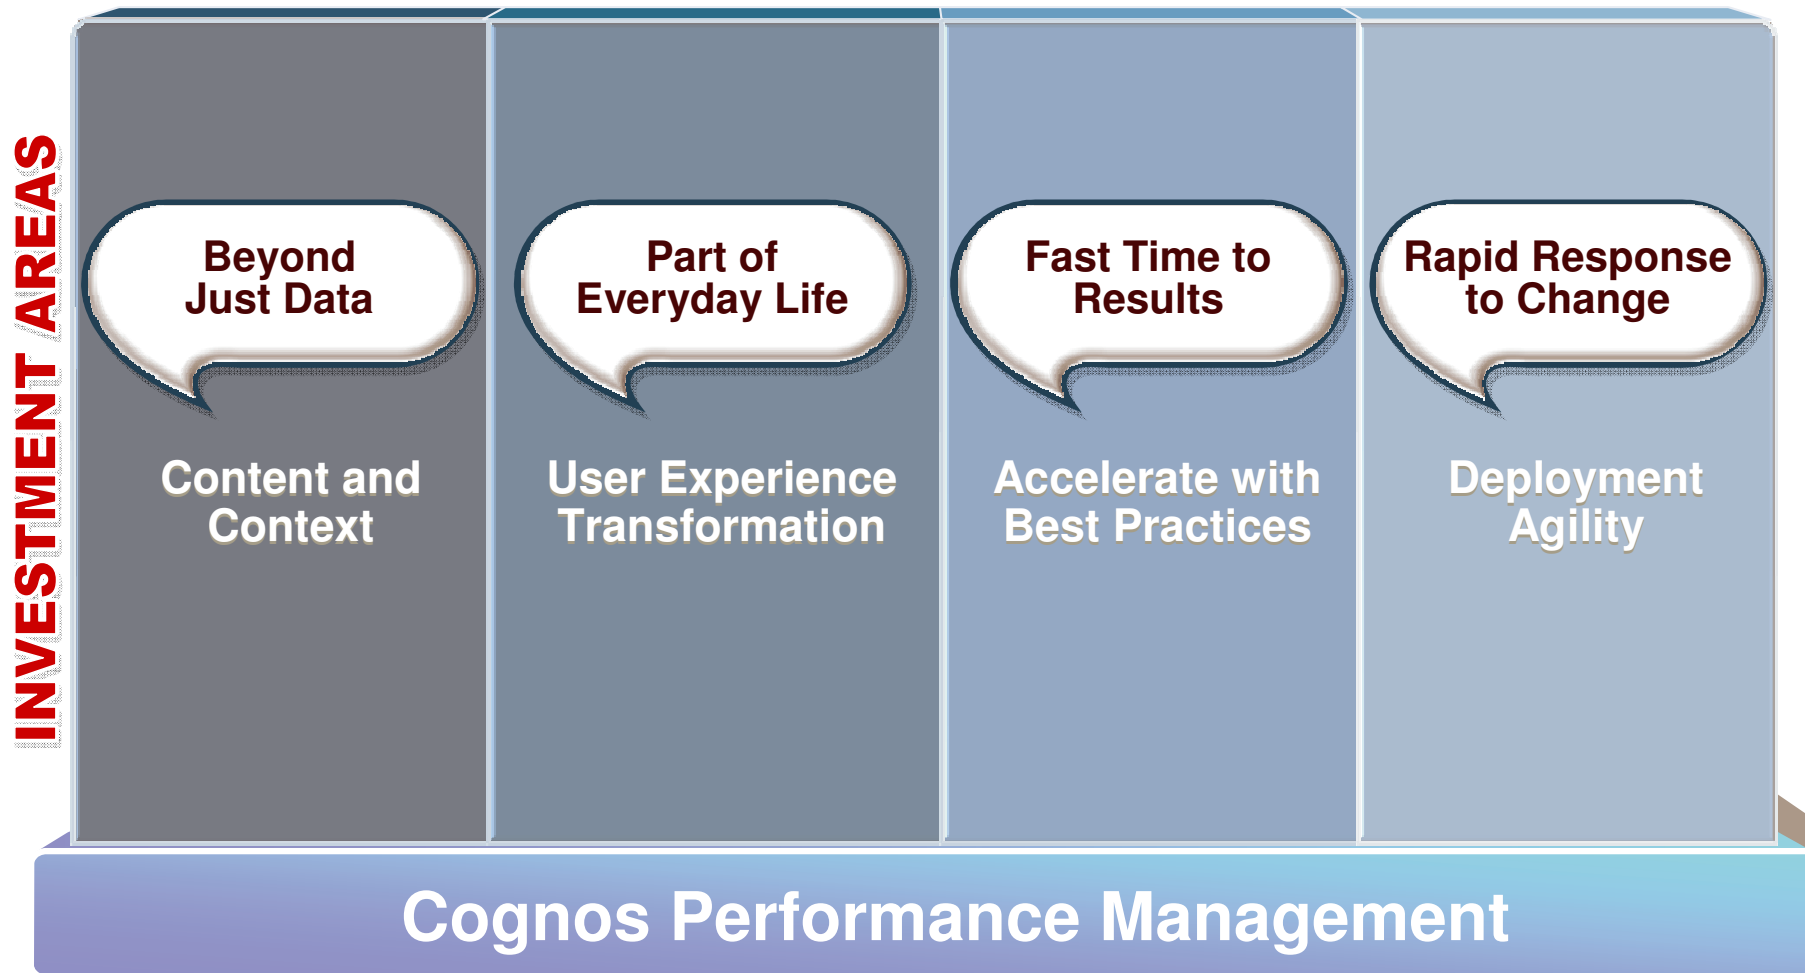 INVESTMENT AREAS
Beyond
Just Data
Content and
Context
Part of
Everyday Life
User Experience
Transformation
Fast Time to
Results
Accelerate with
Best Practices
Rapid Response
to Change
Deployment
Agility
Cognos Performance Management